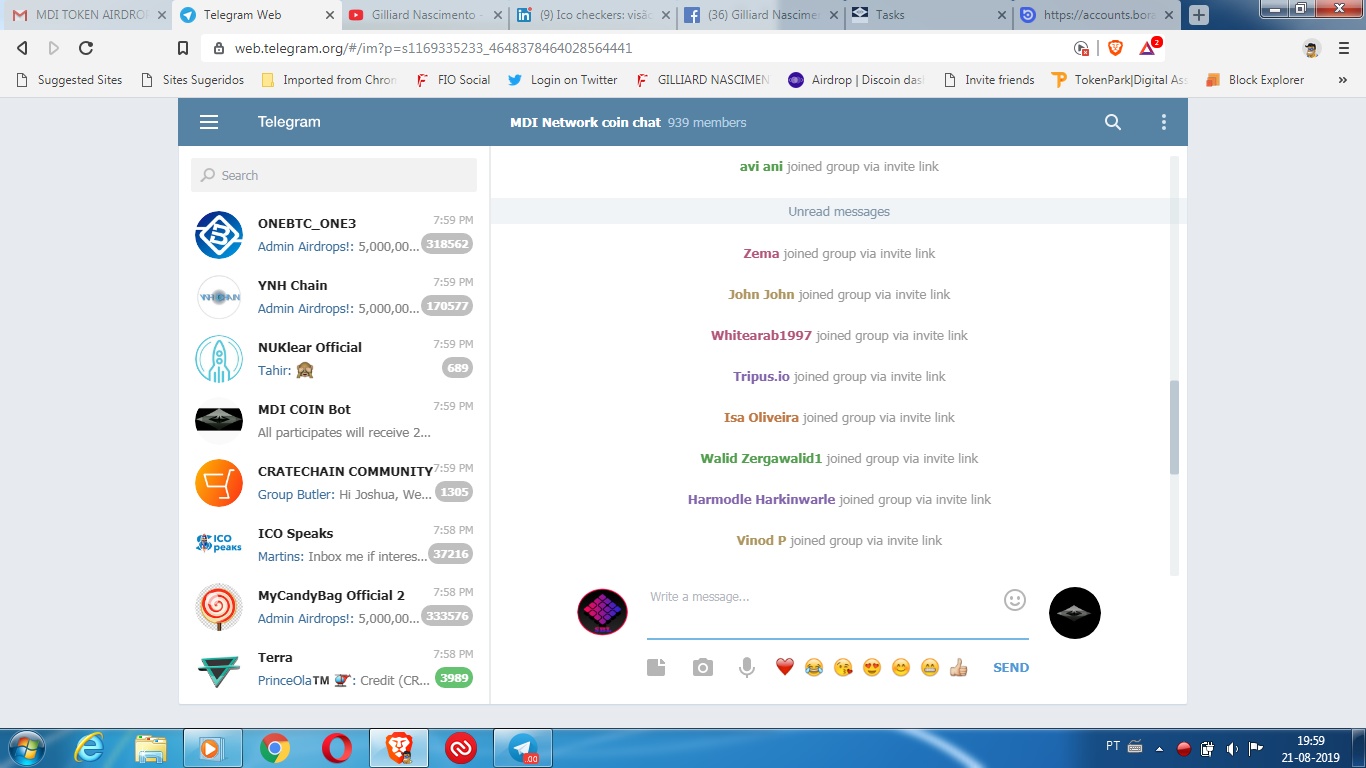 MDI TOKEN AIRDROP
Telegram Web
Gilliard Nascimento -
(9) Ico checkers: visão
(36) Gilliard Nascimen
Tasks
https://accounts.bora
web.telegram.org/#/im?p=s1169335233_4648378464028564441
2
Suggested Sites
Sites Sugeridos
Imported from Chron
FIO Social
Login on Twitter
GILLIARD NASCIMEN
Airdrop | Discoin das
Invite friends
TokenPark|Digital Ass
Block Explorer
»
Telegram
MDI Network coin chat 939 members
Search
ONEBTC_ONE3 7:59 PM
Admin Airdrops!: 5,000,00... 318562
YNH Chain 7:59 PM
Admin Airdrops!: 5,000,00... 170577
NUKlear Official 7:59 PM
Tahir: 🙈 689
MDI COIN Bot 7:59 PM
All participates will receive 2...
CRATECHAIN COMMUNITY 7:59 PM
Group Butler: Hi Joshua, We... 1305
ICO Speaks 7:58 PM
Martins: Inbox me if interes... 37216
MyCandyBag Official 2 7:58 PM
Admin Airdrops!: 5,000,00... 333576
Terra 7:58 PM
PrinceOla™ 🚁: Credit (CR... 3989
YNH CHAIN
ICO
peaks
avi ani joined group via invite link
Unread messages
Zema joined group via invite link
John John joined group via invite link
Whitearab1997 joined group via invite link
Tripus.io joined group via invite link
Isa Oliveira joined group via invite link
Walid Zergawalid1 joined group via invite link
Harmodle Harkinwarle joined group via invite link
Vinod P joined group via invite link
Write a message...
SEND
.00
PT
19:59
21-08-2019